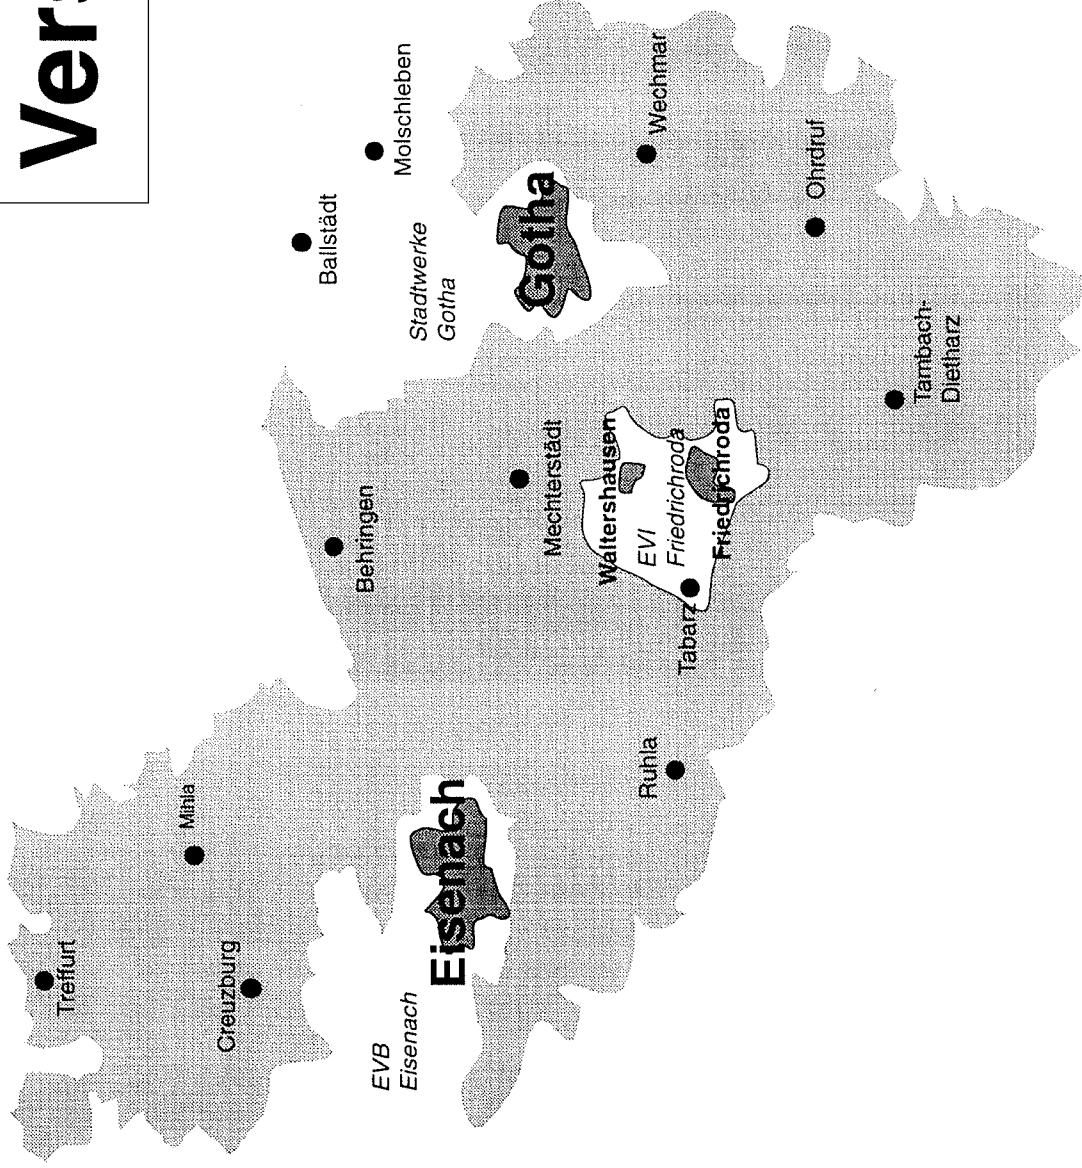 Vers
Treffurt
Mihla
Creuzburg
Ballstädt
Behringen
EVB
Eisenach
Molschleben
Stadtwerke
Gotha
Eisenach
Gotha
Mechterstädt
Waltershausen
EVI
Friedrichroda
Ruhla
Wechmar
Tabarz
Friedrichroda
Ohrdruf
Tambach-
Dietharz